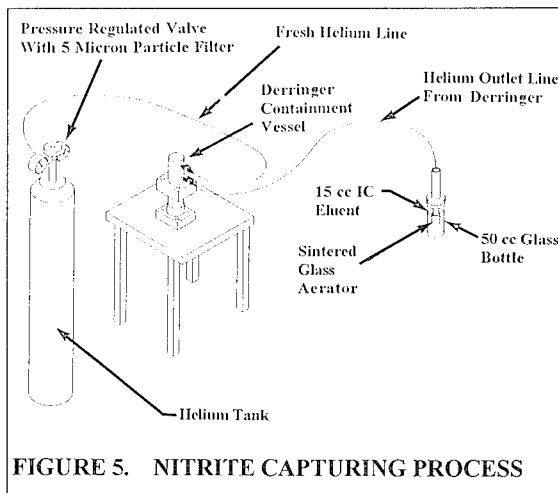 Pressure Regulated Valve
With 5 Micron Particle Filter
Fresh Helium Line
Derringer
Containment
Vessel
Helium Outlet Line
From Derringer
15 cc IC
Eluent
Sintered
Glass
Aerator
50 cc Glass
Bottle
Helium Tank
FIGURE 5. NITRITE CAPTURING PROCESS